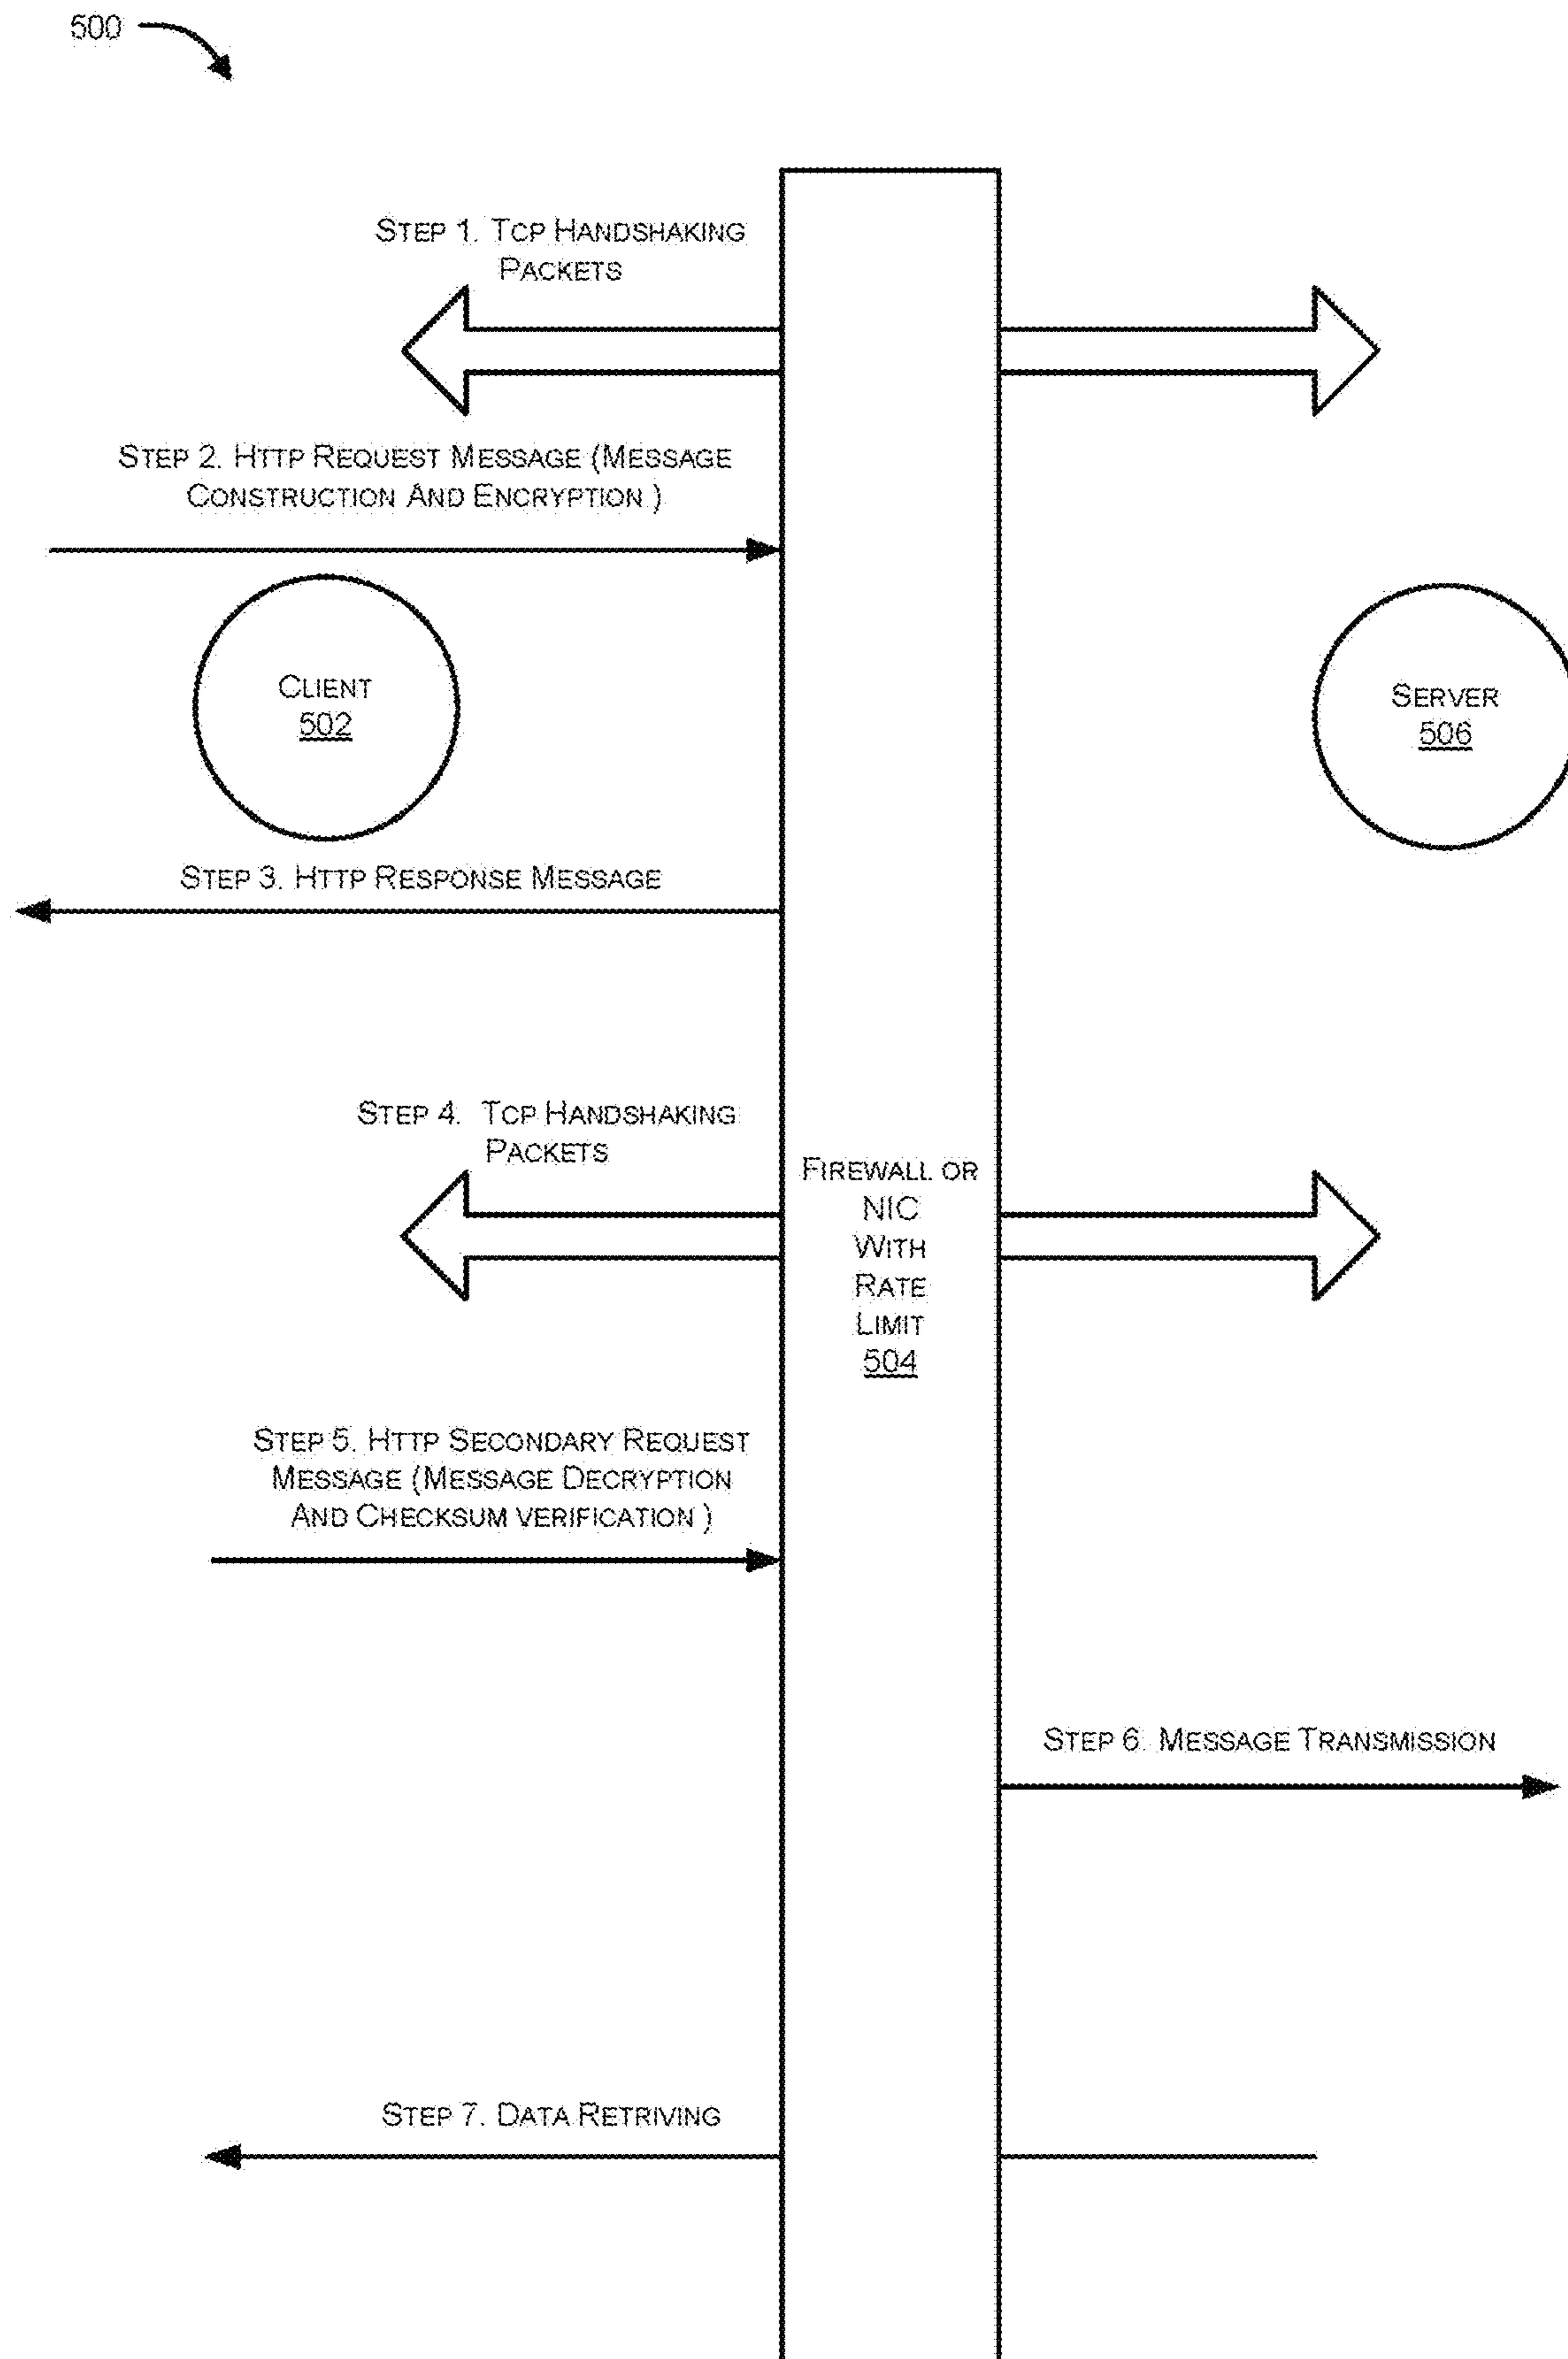 500
STEP 1. TCP HANDSHAKING
PACKETS
STEP 2. HTTP REQUEST MESSAGE (MESSAGE
CONSTRUCTION AND ENCRYPTION )
CLIENT
502
SERVER
506
STEP 3. HTTP RESPONSE MESSAGE
STEP 4. TCP HANDSHAKING
PACKETS
FIREWALL OR
NIC
WITH
RATE
LIMIT
504
STEP 5. HTTP SECONDARY REQUEST
MESSAGE (MESSAGE DECRYPTION
AND CHECKSUM VERIFICATION )
STEP 6. MESSAGE TRANSMISSION
STEP 7. DATA RETRIVING